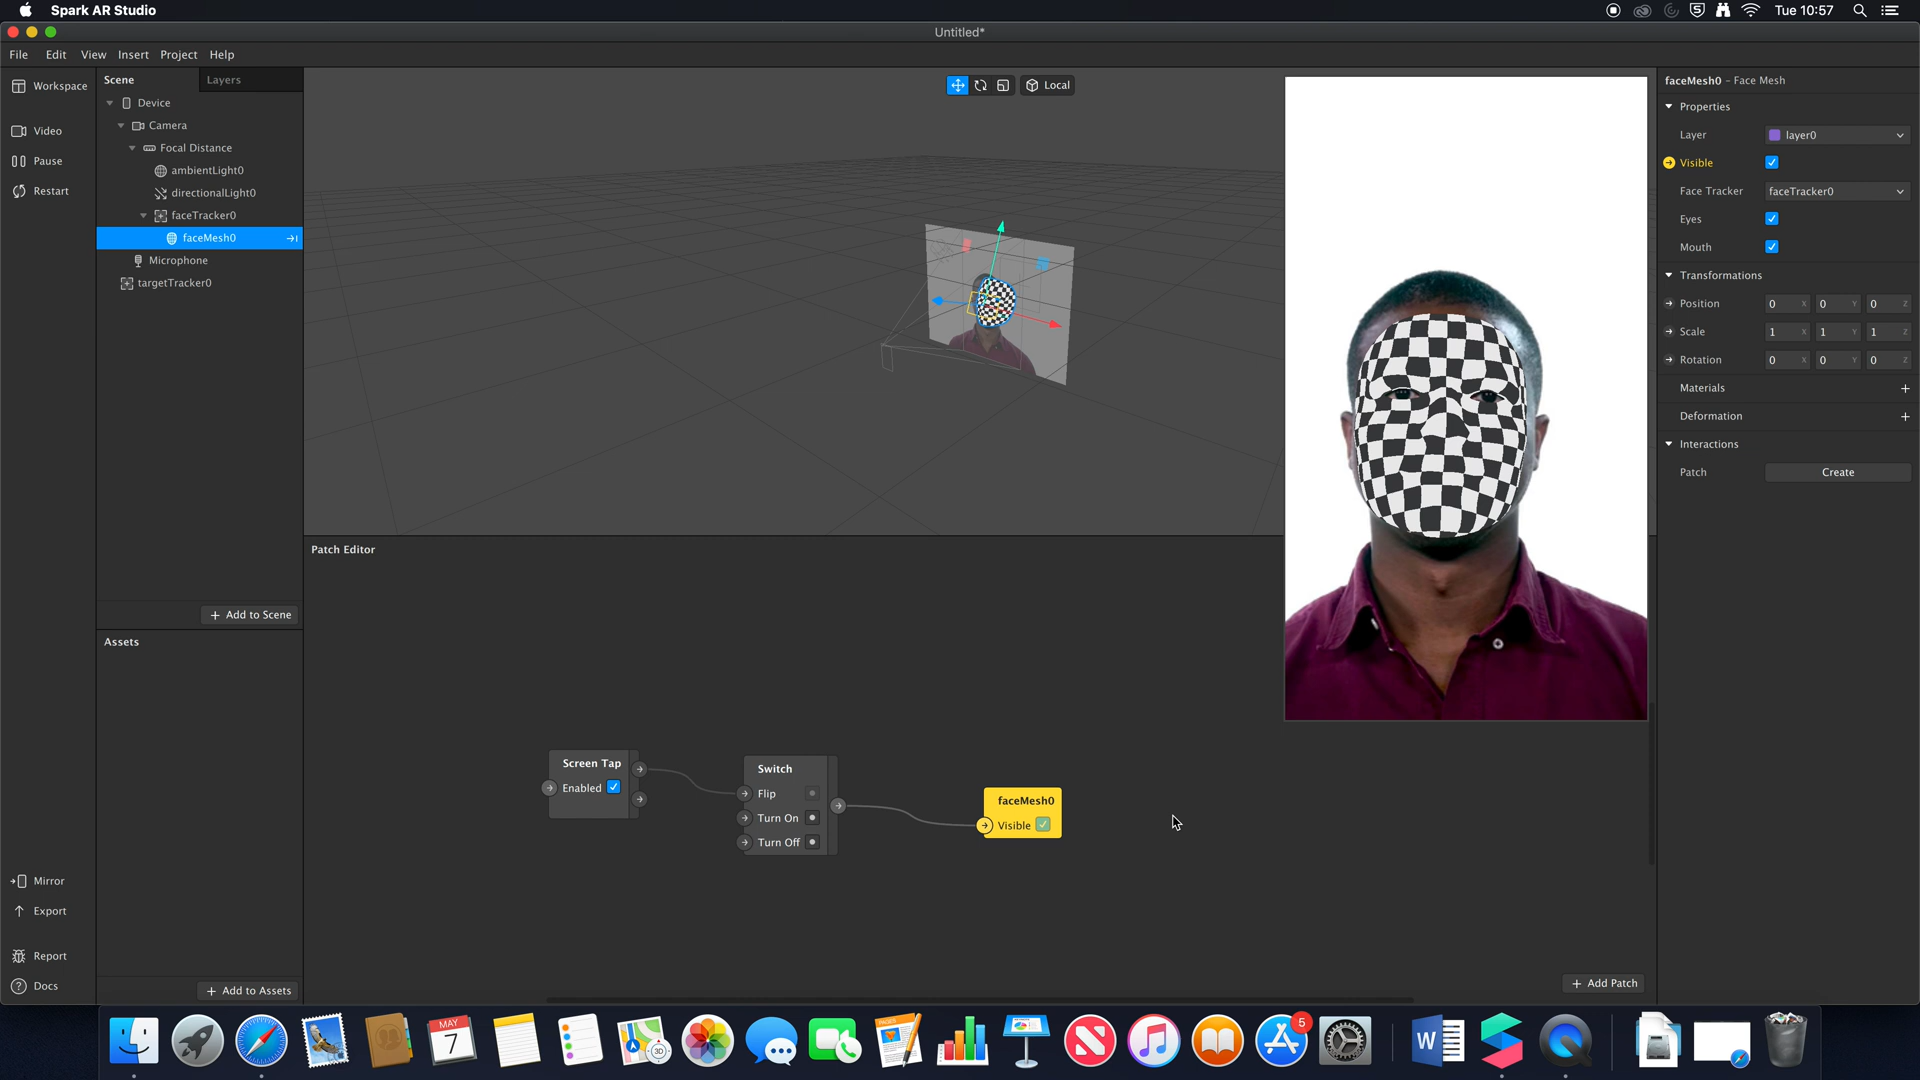 Spark AR Studio
Tue 10:57
Untitled*
File Edit View Insert Project Help
Workspace
Video
Pause
Restart
Mirror
Export
Report
Docs
Scene Layers
Device
Camera
Focal Distance
ambientLight0
directionalLight0
faceTracker0
faceMesh0
Microphone
targetTracker0
+ Add to Scene
Assets
+ Add to Assets
Local
Patch Editor
Screen Tap
Enabled
Switch
Flip
Turn On
Turn Off
faceMesh0
Visible
+ Add Patch
faceMesh0 - Face Mesh
Properties
Layer layer0
Visible
Face Tracker faceTracker0
Eyes
Mouth
Transformations
Position 0 X 0 Y 0 Z
Scale 1 X 1 Y 1 Z
Rotation 0 X 0 Y 0 Z
Materials +
Deformation +
Interactions
Patch Create
MAY
7
3D
5
W